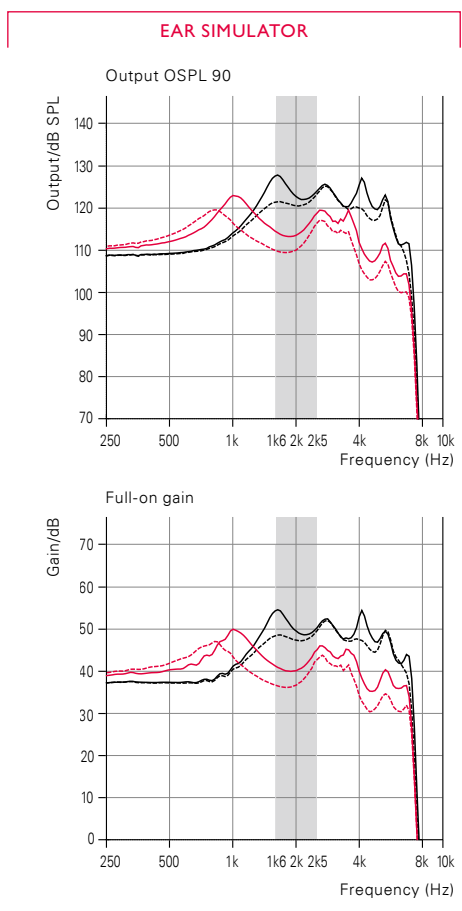 EAR SIMULATOR
Output OSPL 90
Output/dB SPL
140
130
120
110
100
90
80
70
250 500 1k 1k6 2k 2k5 4k 8k 10k
Frequency (Hz)
Full-on gain
Gain/dB
70
60
50
40
30
20
10
0
250 500 1k 1k6 2k 2k5 4k 8k 10k
Frequency (Hz)